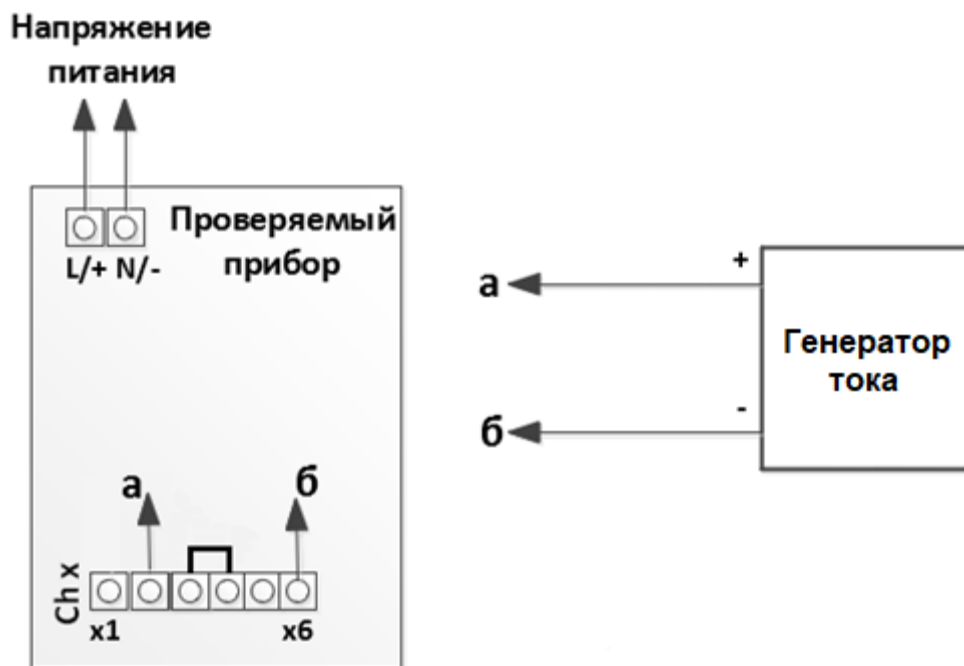 Напряжение
питания
L/+ N/-
Проверяемый
прибор
а
б
Ch x
x1
x6
+
а
-
б
Генератор
тока